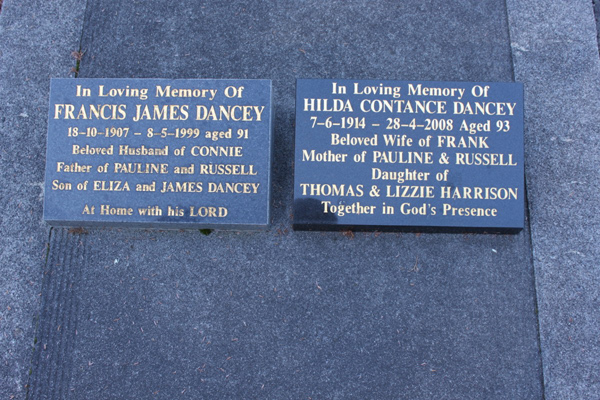 In Loving Memory Of
FRANCIS JAMES DANCEY
18-10-1907 – 8-5-1999 aged 91
Beloved Husband of CONNIE
Father of PAULINE and RUSSELL
Son of ELIZA and JAMES DANCEY
At Home with his LORD
In Loving Memory Of
HILDA CONTANCE DANCEY
7-6-1914 – 28-4-2008 Aged 93
Beloved Wife of FRANK
Mother of PAULINE & RUSSELL
Daughter of
THOMAS & LIZZIE HARRISON
Together in God's Presence